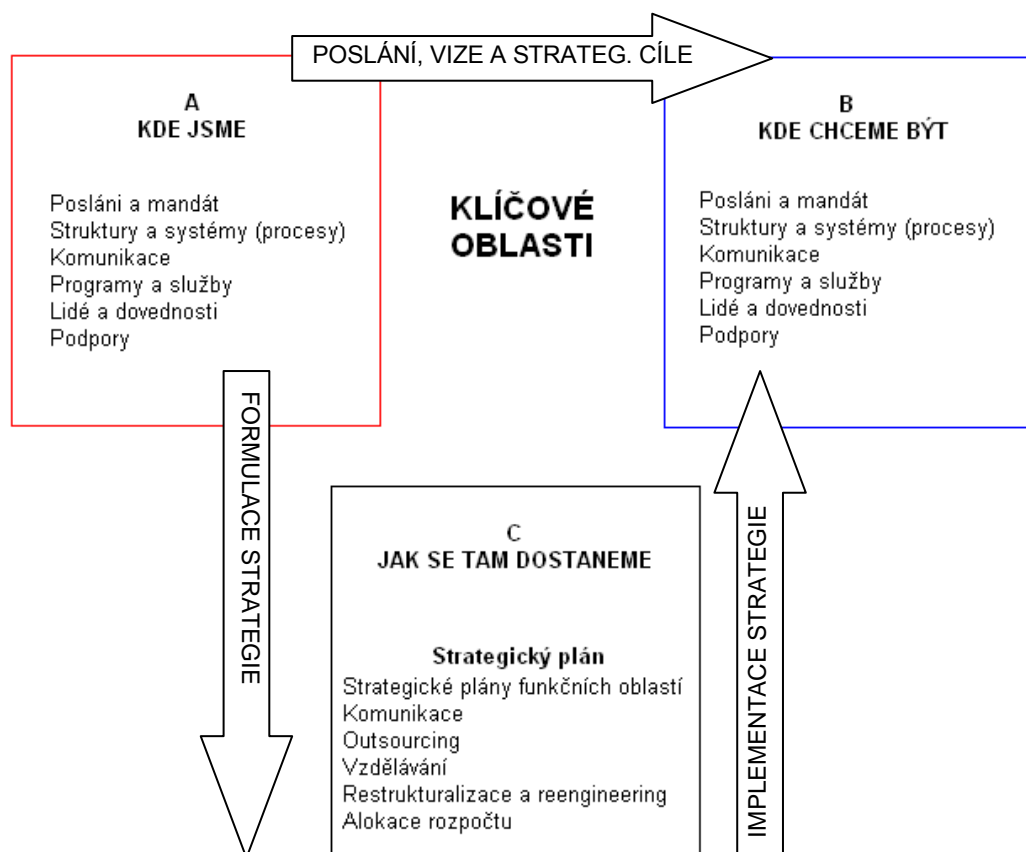 POSLÁNÍ, VIZE A STRATEG. CÍLE
A
KDE JSME
Posláni a mandát
Struktury a systémy (procesy)
Komunikace
Programy a služby
Lidé a dovednosti
Podpory
KLÍČOVÉ
OBLASTI
B
KDE CHCEME BÝT
Posláni a mandát
Struktury a systémy (procesy)
Komunikace
Programy a služby
Lidé a dovednosti
Podpory
FORMULACE STRATEGIE
C
JAK SE TAM DOSTANEME
Strategický plán
Strategické plány funkčních oblastí
Komunikace
Outsourcing
Vzdělávání
Restrukturalizace a reengineering
Alokace rozpočtu
IMPLEMENTACE STRATEGIE